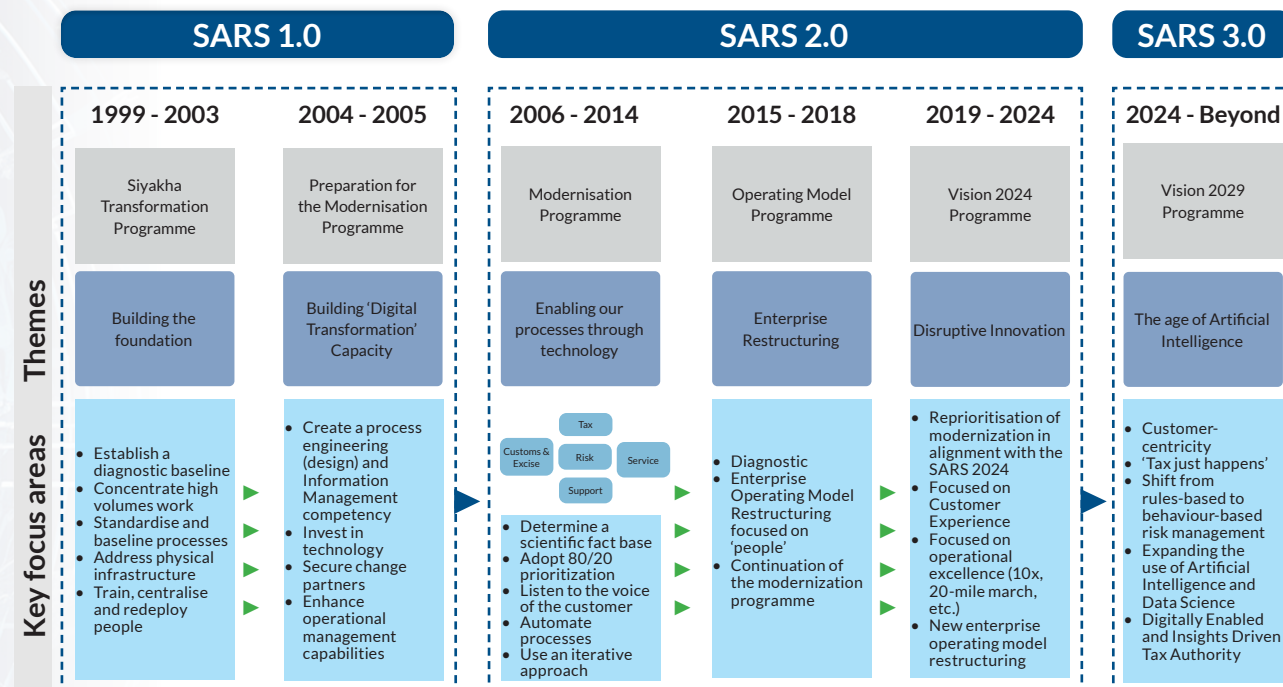 SARS 1.0
SARS 2.0
SARS 3.0
1999 - 2003
2004 - 2005
2006 - 2014
2015 - 2018
2019 - 2024
2024 - Beyond
Siyakha
Transformation
Programme
Preparation for
the Modernisation
Programme
Modernisation
Programme
Operating Model
Programme
Vision 2024
Programme
Vision 2029
Programme
Themes
Building the
foundation
Building ‘Digital
Transformation’
Capacity
Enabling our
processes through
technology
Enterprise
Restructuring
Disruptive Innovation
The age of Artificial
Intelligence
Key focus areas
• Establish a
diagnostic baseline
• Concentrate high
volumes work
• Standardise and
baseline processes
• Address physical
infrastructure
• Train, centralise
and redeploy
people
• Create a process
engineering
(design) and
Information
Management
competency
• Invest in
technology
• Secure change
partners
• Enhance
operational
management
capabilities
Tax
Customs &
Excise
Risk
Service
Support
• Determine a
scientific fact base
• Adopt 80/20
prioritization
• Listen to the voice
of the customer
• Automate
processes
• Use an iterative
approach
• Diagnostic
• Enterprise
Operating Model
Restructuring
focused on
‘people’
• Continuation of
the modernization
programme
• Reprioritisation of
modernization in
alignment with the
SARS 2024
• Focused on
Customer
Experience
• Focused on
operational
excellence (10x,
20-mile march,
etc.)
• New enterprise
operating model
restructuring
• Customer-
centricity
• ‘Tax just happens’
• Shift from
rules-based to
behaviour-based
risk management
• Expanding the
use of Artificial
Intelligence and
Data Science
• Digitally Enabled
and Insights Driven
Tax Authority